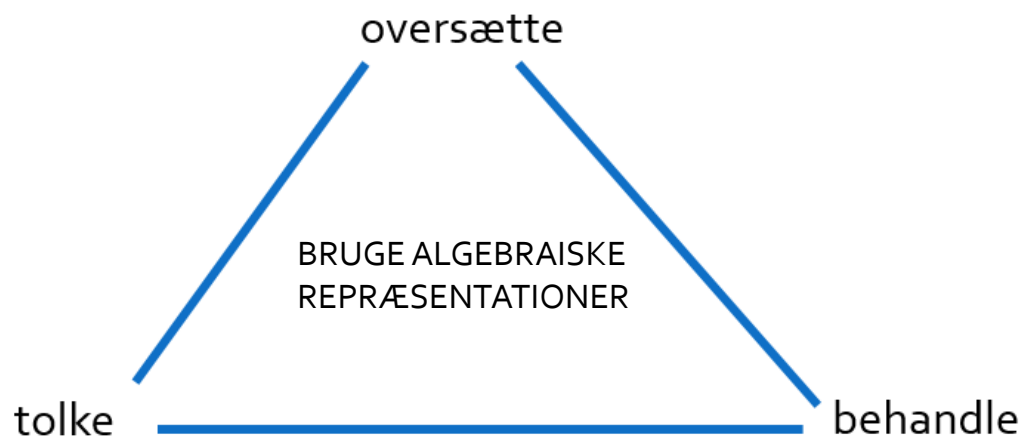 oversætte
BRUGE ALGEBRAISKE
REPRÆSENTATIONER
tolke
behandle